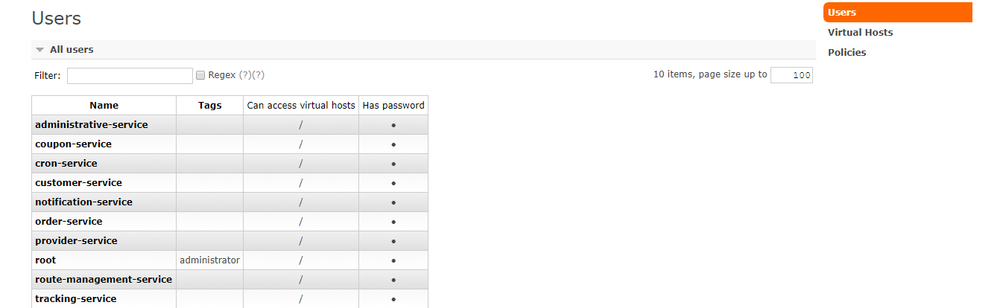 Users
All users
Filter: Regex (?)(?) 10 items, page size up to 100
Name Tags Can access virtual hosts Has password
administrative-service / •
coupon-service / •
cron-service / •
customer-service / •
notification-service / •
order-service / •
provider-service / •
root administrator / •
route-management-service / •
tracking-service / •
Users
Virtual Hosts
Policies